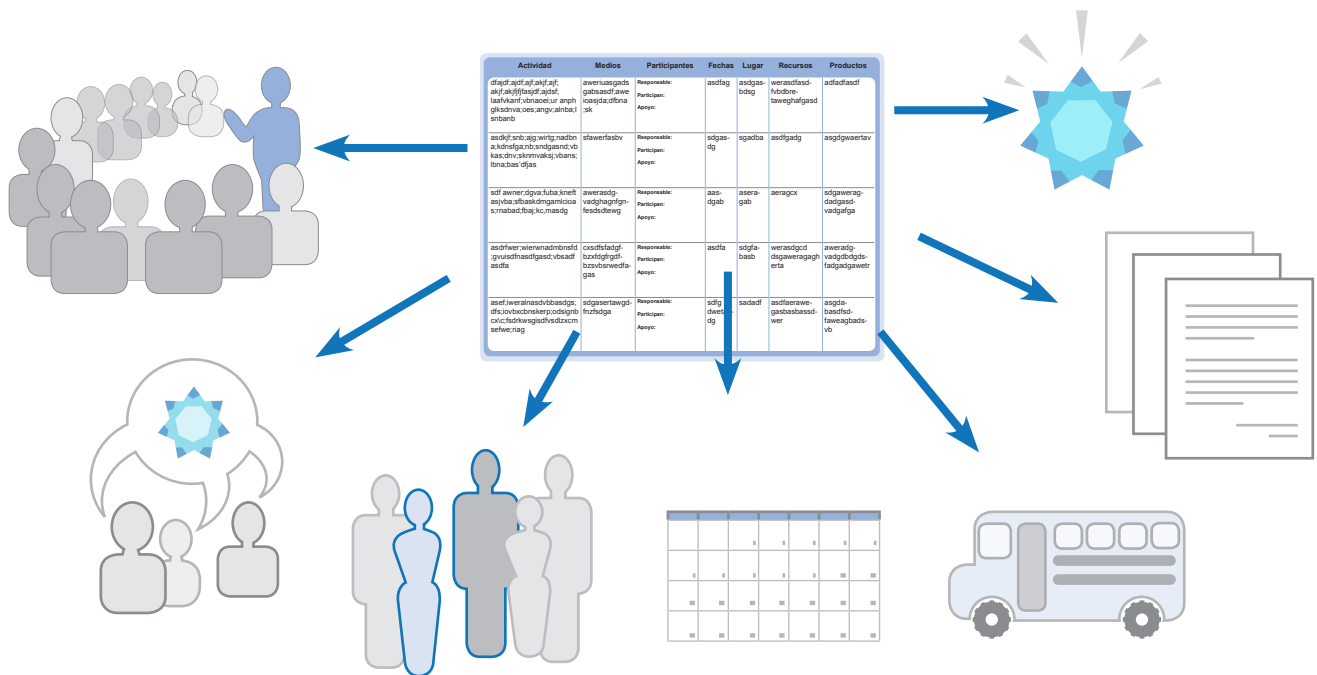 Actividad Medios Participantes Fechas Lugar Recursos Productos
dfajdf;ajdf;ajf;akjf;ajf; aweriuasgads Responsable: asdfag asdgas- werasdfasd- adfadfasdf
akjf;akjfjfjfasjdf;ajdsf; gabsasdf;awe Participan: bdsg fvbdbre-
laafvkanf;vbnaoei;ur anph ioasjda;dfbna Apoyo: taweghafgasd
glksdnva;oes;angv;alnba;l ;sk
snbanb
asdkjf;snb;ajg;wirtg;nadbn sfawerfasbv Responsable: sdgas- sgadba asdfgadg asgdgwaertav
a;kdnsfga;nb;sndgasnd;vb Participan: dg
kas;dnv;sknmvaksj;vbans; Apoyo:
lbna;bas'dfjas
sdf awner;dgva;fuba;kneft awerasdg- Responsable: aas- asera- aeragcx sdgawerag-
asjvba;sfbaskdmgamlcioa vadghagnfgn- Participan: dgab gab dadgasd-
s;rnabad;fbaj;kc,masdg fesdsdtewg Apoyo: vadgafga
asdrfwer;wierwnadmbnsfd cxsdfsfadgf- Responsable: asdfa sdgfa- werasdgcd aweradg-
;gvuisdfnasdfgasd;vbsadf bzxfdgfrgdf- Participan: basb dsgaweragagh vadgdbdgds-
asdfa bzsvbsrwedfa- Apoyo: erta fadgadgawetr
gas
asef;iweralnasdvbbasdgs; sdgasertawgd- Responsable: sdfg sadadf asdfaerawe- asgda-
dfs;iovbxcbnskerp;odsignb fnzfsdga Participan: gasbasbassd- basdfsd-
cx\c;fsdrkwsgisdfvsdlzxcm Apoyo: dg wer faweagbads-
sefwe;riag vb